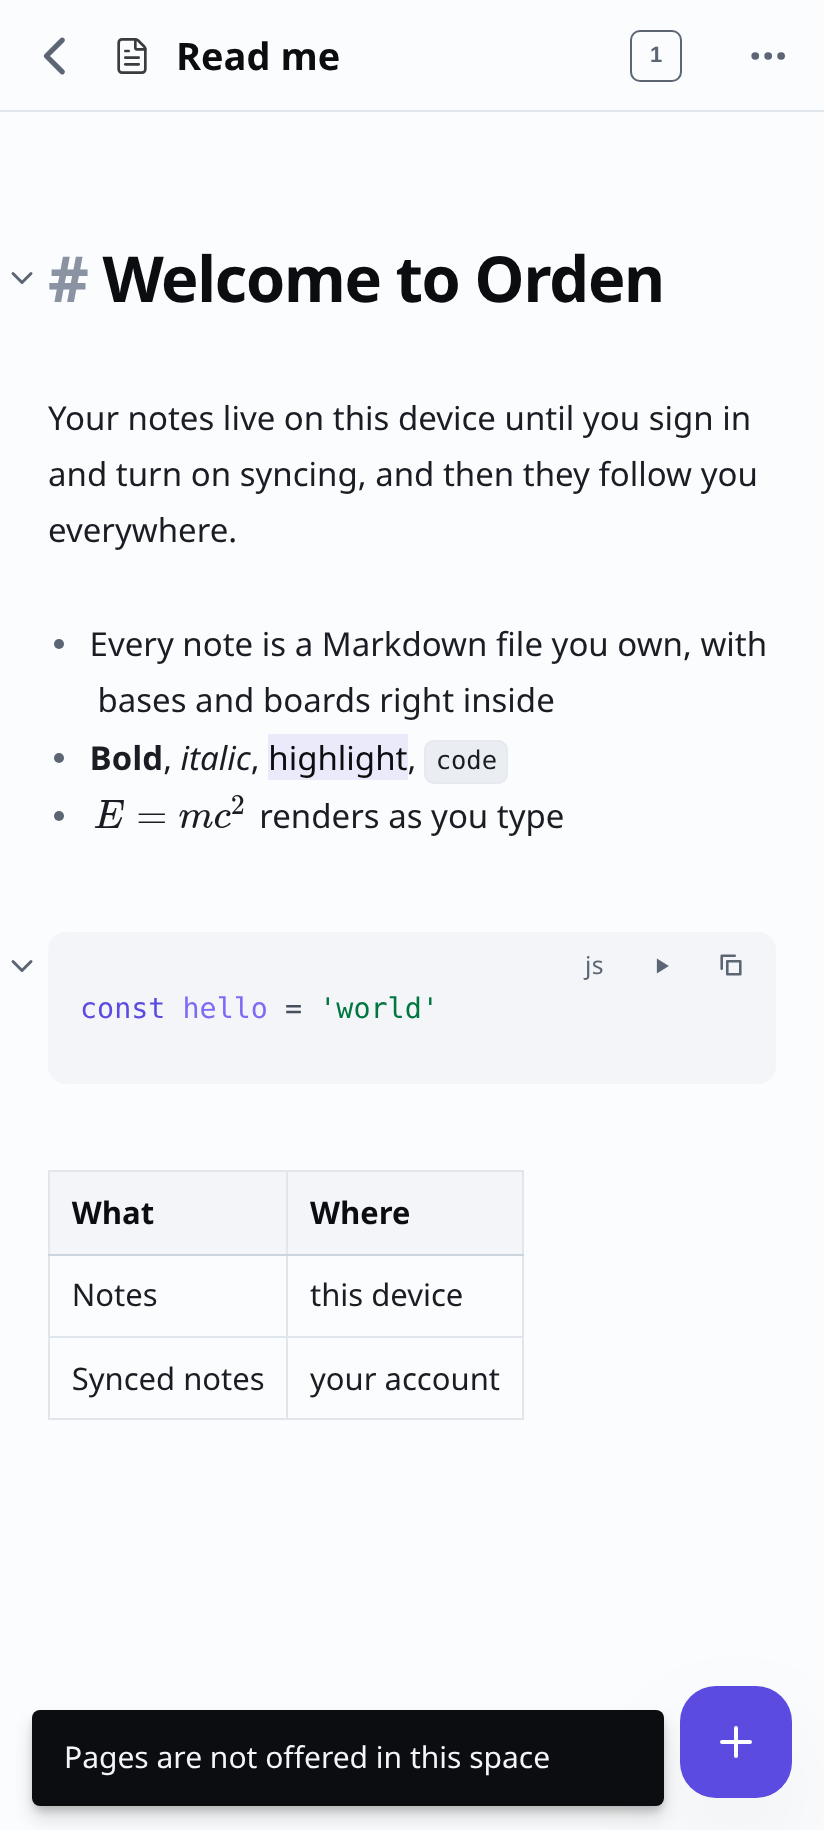 Read me
1
# Welcome to Orden
Your notes live on this device until you sign in
and turn on syncing, and then they follow you
everywhere.
• Every note is a Markdown file you own, with
bases and boards right inside
• Bold, italic, highlight, code
• E = mc² renders as you type
js
const hello = 'world'
What Where
Notes this device
Synced notes your account
Pages are not offered in this space